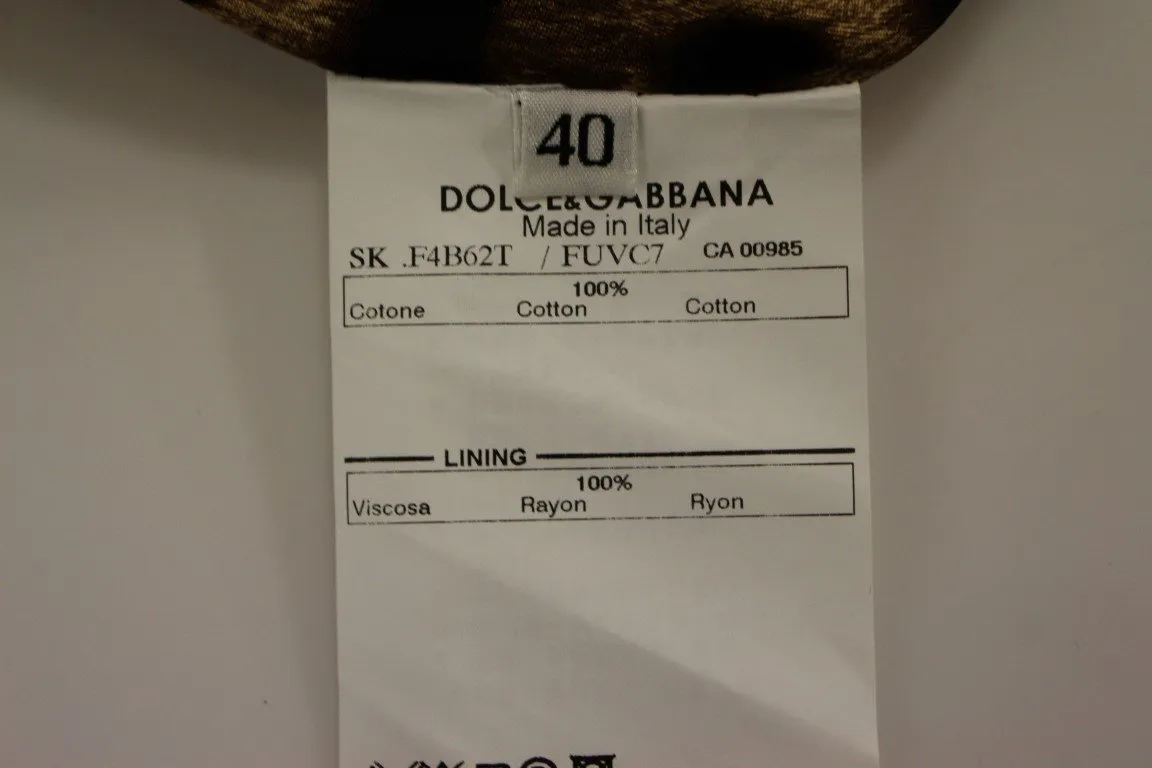 40
DOLCE&GABBANA
Made in Italy
SK .F4B62T / FUVC7 CA 00985
100%
Cotone Cotton Cotton
LINING
100%
Viscosa Rayon Ryon